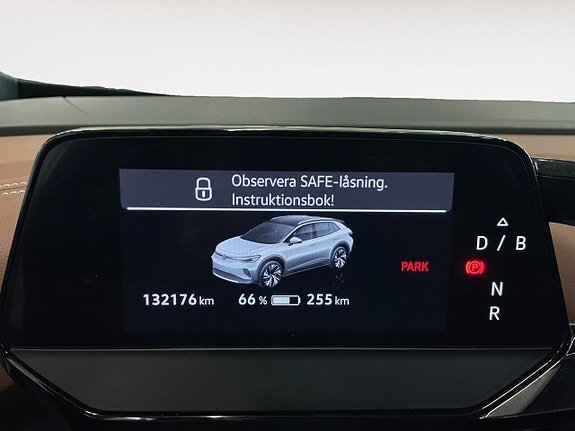 Observera SAFE-låsning.
Instruktionsbok!
D / B
PARK
P
N
R
132176 km 66 % 255 km